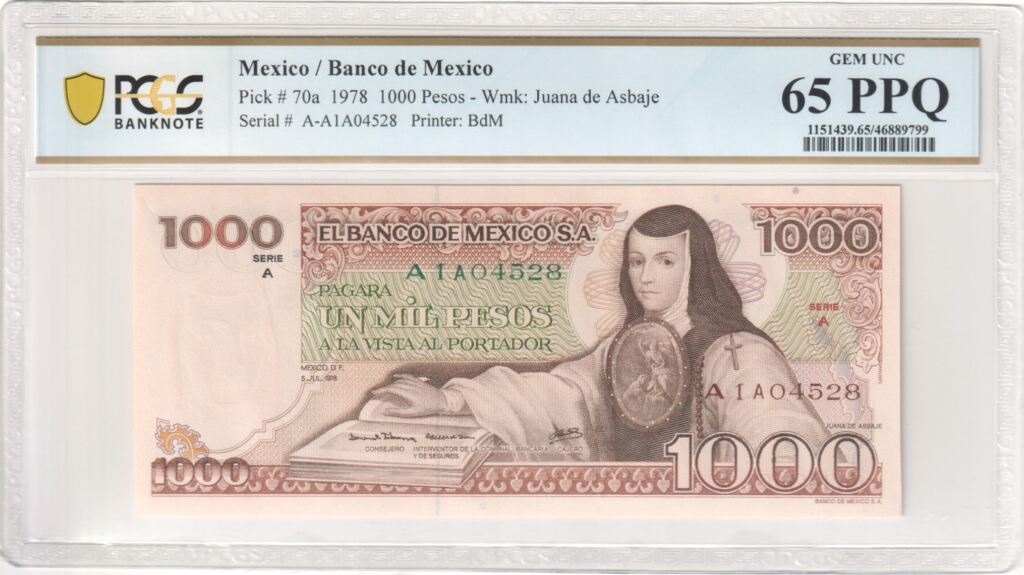 PCGS
BANKNOTE
Mexico / Banco de Mexico
Pick # 70a 1978 1000 Pesos - Wmk: Juana de Asbaje
Serial # A-A1A04528 Printer: BdM
GEM UNC
65 PPQ
1151439.65/46889799
1000
EL BANCO DE MEXICO S.A.
1000
SERIE
A
A 1 A 04528
PAGARA
UN MIL PESOS
A LA VISTA AL PORTADOR
SERIE
A
MEXICO D. F.
5 JUL. 1978
A 1 A 04528
JUANA DE ASBAJE
CONSEJERO
INTERVENTOR DE LA COM. NAL. BANCARIA
Y DE SEGUROS
CAJERO
1000
1000
BANCO DE MEXICO S.A.